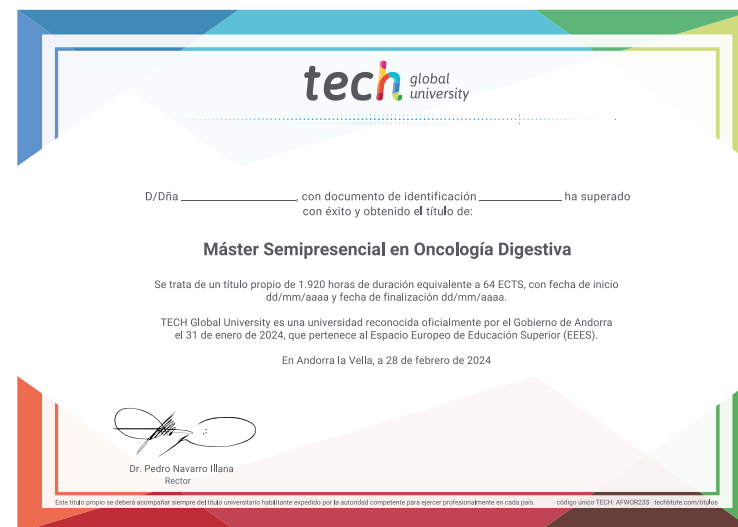 tech global university
D/Dña ____________________, con documento de identificación ______________ ha superado
con éxito y obtenido el título de:
Máster Semipresencial en Oncología Digestiva
Se trata de un título propio de 1.920 horas de duración equivalente a 64 ECTS, con fecha de inicio
dd/mm/aaaa y fecha de finalización dd/mm/aaaa.
TECH Global University es una universidad reconocida oficialmente por el Gobierno de Andorra
el 31 de enero de 2024, que pertenece al Espacio Europeo de Educación Superior (EEES).
En Andorra la Vella, a 28 de febrero de 2024
Dr. Pedro Navarro Illana
Rector
Este título propio se deberá acompañar siempre del título universitario habilitante expedido por la autoridad competente para ejercer profesionalmente en cada país. código único TECH: AFWOR23S techtitute.com/titulos